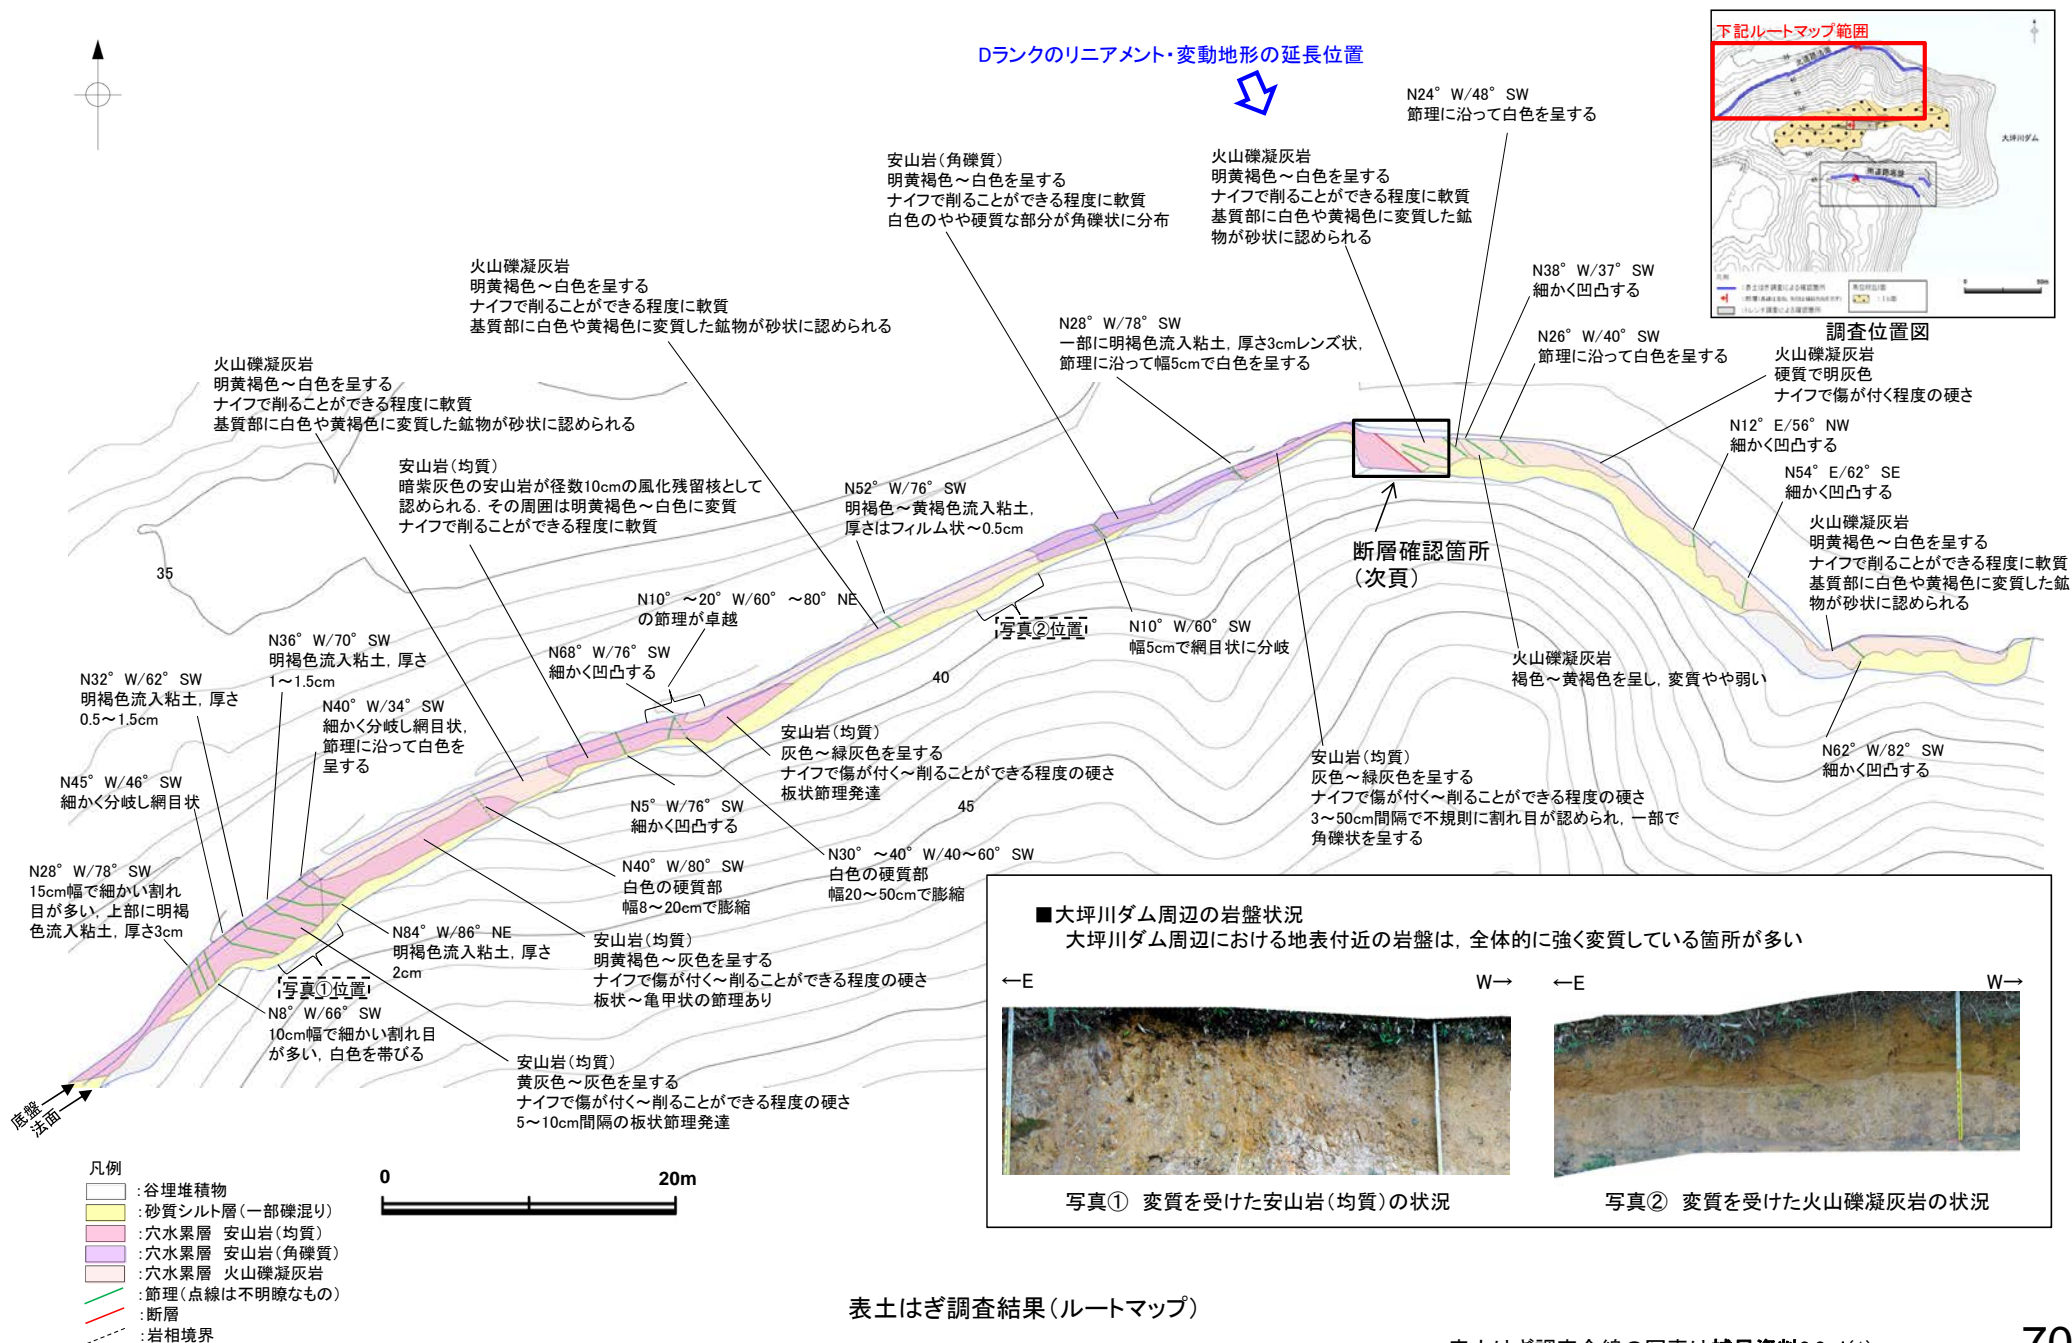 Dランクのリニアメント・変動地形の延長位置
下記ルートマップ範囲
大坪川ダム
調査位置図
N24°W/48°SW
節理に沿って白色を呈する
安山岩(角礫質)
明黄褐色～白色を呈する
ナイフで削ることができる程度に軟質
白色のやや硬質な部分が角礫状に分布
火山礫凝灰岩
明黄褐色～白色を呈する
ナイフで削ることができる程度に軟質
基質部に白色や黄褐色に変質した鉱
物が砂状に認められる
火山礫凝灰岩
明黄褐色～白色を呈する
ナイフで削ることができる程度に軟質
基質部に白色や黄褐色に変質した鉱物が砂状に認められる
N38°W/37°SW
細かく凹凸する
N28°W/78°SW
一部に明褐色流入粘土，厚さ3cmレンズ状，
節理に沿って幅5cmで白色を呈する
N26°W/40°SW
節理に沿って白色を呈する
火山礫凝灰岩
硬質で明灰色
ナイフで傷が付く程度の硬さ
火山礫凝灰岩
明黄褐色～白色を呈する
ナイフで削ることができる程度に軟質
基質部に白色や黄褐色に変質した鉱物が砂状に認められる
N12°E/56°NW
細かく凹凸する
安山岩(均質)
暗紫灰色の安山岩が径数10cmの風化残留核として
認められる．その周囲は明黄褐色～白色に変質
ナイフで削ることができる程度に軟質
N52°W/76°SW
明褐色～黄褐色流入粘土，
厚さはフィルム状～0.5cm
N54°E/62°SE
細かく凹凸する
火山礫凝灰岩
明黄褐色～白色を呈する
ナイフで削ることができる程度に軟質
基質部に白色や黄褐色に変質した鉱
物が砂状に認められる
断層確認箇所
(次頁)
35
N10°～20°W/60°～80°NE
の節理が卓越
写真②位置
N10°W/60°SW
幅5cmで網目状に分岐
N36°W/70°SW
明褐色流入粘土，厚さ
1～1.5cm
N68°W/76°SW
細かく凹凸する
火山礫凝灰岩
褐色～黄褐色を呈し，変質やや弱い
N32°W/62°SW
明褐色流入粘土，厚さ
0.5～1.5cm
40
N40°W/34°SW
細かく分岐し網目状，
節理に沿って白色を
呈する
安山岩(均質)
灰色～緑灰色を呈する
ナイフで傷が付く～削ることができる程度の硬さ
板状節理発達
安山岩(均質)
灰色～緑灰色を呈する
ナイフで傷が付く～削ることができる程度の硬さ
3～50cm間隔で不規則に割れ目が認められ，一部で
角礫状を呈する
N62°W/82°SW
細かく凹凸する
N45°W/46°SW
細かく分岐し網目状
N5°W/76°SW
細かく凹凸する
45
N28°W/78°SW
15cm幅で細かい割れ
目が多い，上部に明褐
色流入粘土，厚さ3cm
N40°W/80°SW
白色の硬質部
幅8～20cmで膨縮
N30°～40°W/40～60°SW
白色の硬質部
幅20～50cmで膨縮
N84°W/86°NE
明褐色流入粘土，厚さ
2cm
安山岩(均質)
明黄褐色～灰色を呈する
ナイフで傷が付く～削ることができる程度の硬さ
板状～亀甲状の節理あり
写真①位置
N8°W/66°SW
10cm幅で細かい割れ目
が多い，白色を帯びる
安山岩(均質)
黄灰色～灰色を呈する
ナイフで傷が付く～削ることができる程度の硬さ
5～10cm間隔の板状節理発達
底盤
法面
■大坪川ダム周辺の岩盤状況
大坪川ダム周辺における地表付近の岩盤は，全体的に強く変質している箇所が多い
←E
W→
←E
W→
写真① 変質を受けた安山岩(均質)の状況
写真② 変質を受けた火山礫凝灰岩の状況
凡例
:谷埋堆積物
:砂質シルト層(一部礫混り)
:穴水累層 安山岩(均質)
:穴水累層 安山岩(角礫質)
:穴水累層 火山礫凝灰岩
:節理(点線は不明瞭なもの)
:断層
:岩相境界
0
20m
表土はぎ調査結果(ルートマップ)